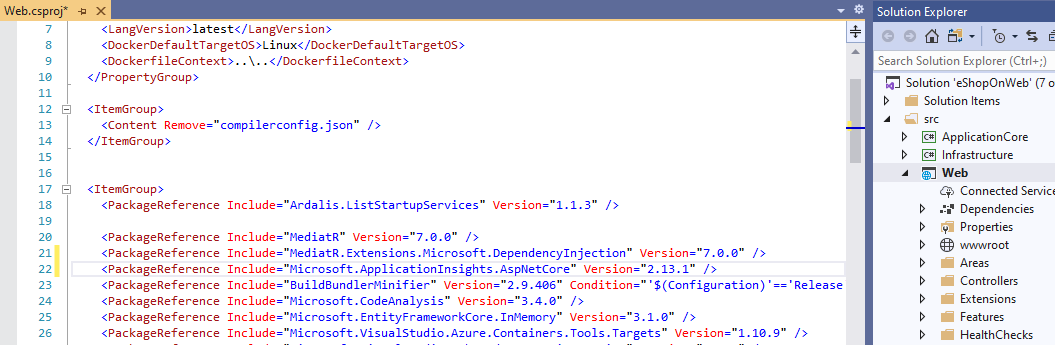 Web.csproj*
7 <LangVersion>latest</LangVersion>
8 <DockerDefaultTargetOS>Linux</DockerDefaultTargetOS>
9 <DockerfileContext>..\..</DockerfileContext>
10 </PropertyGroup>
11
12 <ItemGroup>
13 <Content Remove="compilerconfig.json" />
14 </ItemGroup>
15
16
17 <ItemGroup>
18 <PackageReference Include="Ardalis.ListStartupServices" Version="1.1.3" />
19
20 <PackageReference Include="MediatR" Version="7.0.0" />
21 <PackageReference Include="MediatR.Extensions.Microsoft.DependencyInjection" Version="7.0.0" />
22 <PackageReference Include="Microsoft.ApplicationInsights.AspNetCore" Version="2.13.1" />
23 <PackageReference Include="BuildBundlerMinifier" Version="2.9.406" Condition="'$(Configuration)'=='Release
24 <PackageReference Include="Microsoft.CodeAnalysis" Version="3.4.0" />
25 <PackageReference Include="Microsoft.EntityFrameworkCore.InMemory" Version="3.1.0" />
26 <PackageReference Include="Microsoft.VisualStudio.Azure.Containers.Tools.Targets" Version="1.10.9" />
Solution Explorer
Search Solution Explorer (Ctrl+;)
Solution 'eShopOnWeb' (7 o
Solution Items
src
C# ApplicationCore
C# Infrastructure
Web
Connected Service
Dependencies
Properties
wwwroot
Areas
Controllers
Extensions
Features
HealthChecks